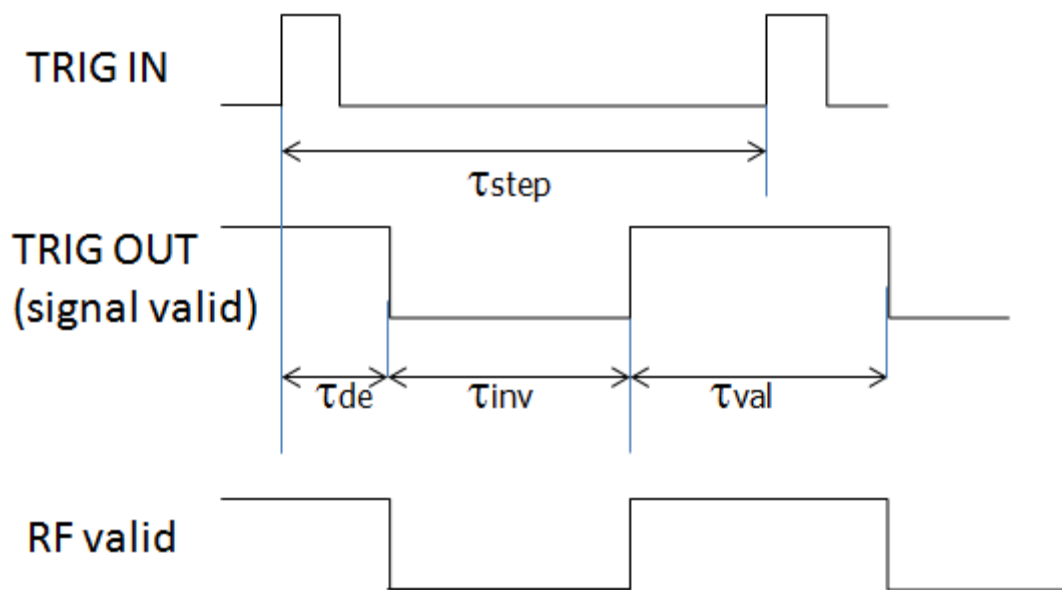 TRIG IN
τstep
TRIG OUT
(signal valid)
τde
τinv
τval
RF valid